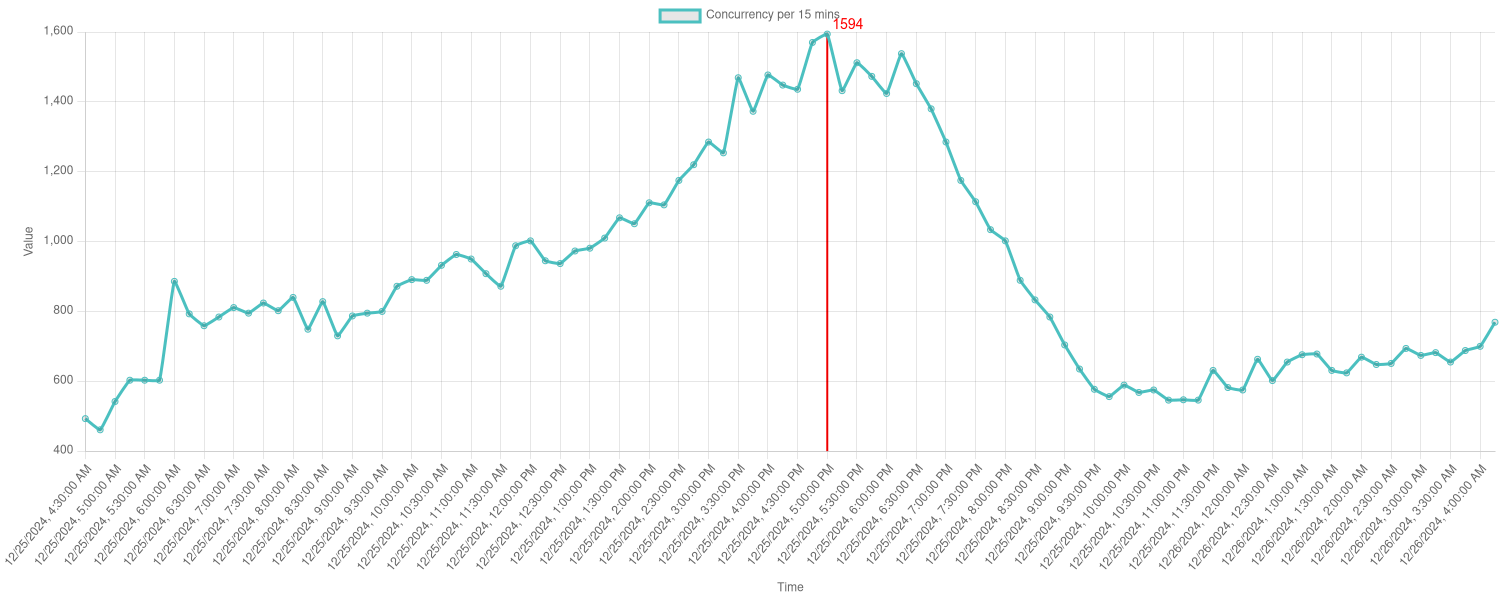 Concurrency per 15 mins
1594
1,600
1,400
1,200
1,000
800
600
400
Value
12/25/2024, 4:30:00 AM
12/25/2024, 5:00:00 AM
12/25/2024, 5:30:00 AM
12/25/2024, 6:00:00 AM
12/25/2024, 6:30:00 AM
12/25/2024, 7:00:00 AM
12/25/2024, 7:30:00 AM
12/25/2024, 8:00:00 AM
12/25/2024, 8:30:00 AM
12/25/2024, 9:00:00 AM
12/25/2024, 9:30:00 AM
12/25/2024, 10:00:00 AM
12/25/2024, 10:30:00 AM
12/25/2024, 11:00:00 AM
12/25/2024, 11:30:00 AM
12/25/2024, 12:00:00 PM
12/25/2024, 12:30:00 PM
12/25/2024, 1:00:00 PM
12/25/2024, 1:30:00 PM
12/25/2024, 2:00:00 PM
12/25/2024, 2:30:00 PM
12/25/2024, 3:00:00 PM
12/25/2024, 3:30:00 PM
12/25/2024, 4:00:00 PM
12/25/2024, 4:30:00 PM
12/25/2024, 5:00:00 PM
12/25/2024, 5:30:00 PM
12/25/2024, 6:00:00 PM
12/25/2024, 6:30:00 PM
12/25/2024, 7:00:00 PM
12/25/2024, 7:30:00 PM
12/25/2024, 8:00:00 PM
12/25/2024, 8:30:00 PM
12/25/2024, 9:00:00 PM
12/25/2024, 9:30:00 PM
12/25/2024, 10:00:00 PM
12/25/2024, 10:30:00 PM
12/25/2024, 11:00:00 PM
12/25/2024, 11:30:00 PM
12/26/2024, 12:00:00 AM
12/26/2024, 12:30:00 AM
12/26/2024, 1:00:00 AM
12/26/2024, 1:30:00 AM
12/26/2024, 2:00:00 AM
12/26/2024, 2:30:00 AM
12/26/2024, 3:00:00 AM
12/26/2024, 3:30:00 AM
12/26/2024, 4:00:00 AM
Time